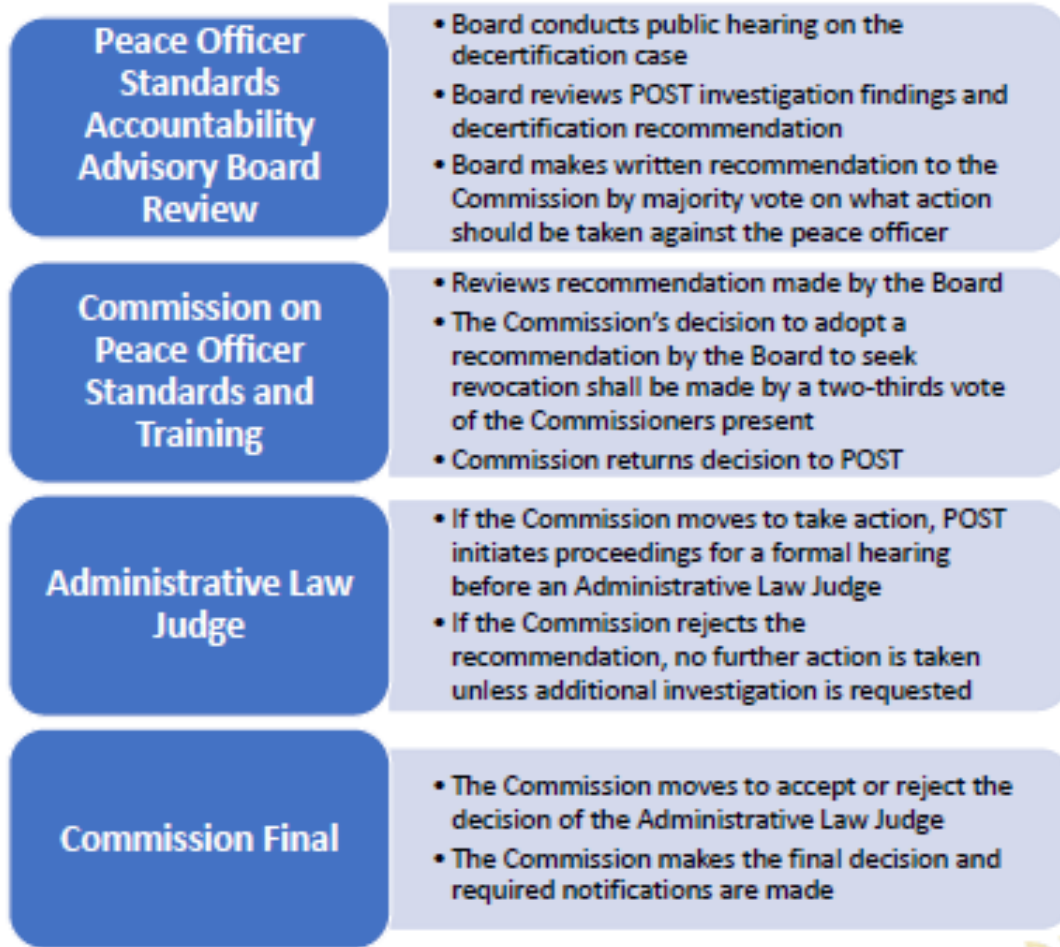 Peace Officer
Standards
Accountability
Advisory Board
Review
• Board conducts public hearing on the
decertification case
• Board reviews POST investigation findings and
decertification recommendation
• Board makes written recommendation to the
Commission by majority vote on what action
should be taken against the peace officer
Commission on
Peace Officer
Standards and
Training
• Reviews recommendation made by the Board
• The Commission's decision to adopt a
recommendation by the Board to seek
revocation shall be made by a two-thirds vote
of the Commissioners present
• Commission returns decision to POST
Administrative Law
Judge
• If the Commission moves to take action, POST
initiates proceedings for a formal hearing
before an Administrative Law Judge
• If the Commission rejects the
recommendation, no further action is taken
unless additional investigation is requested
Commission Final
• The Commission moves to accept or reject the
decision of the Administrative Law Judge
• The Commission makes the final decision and
required notifications are made